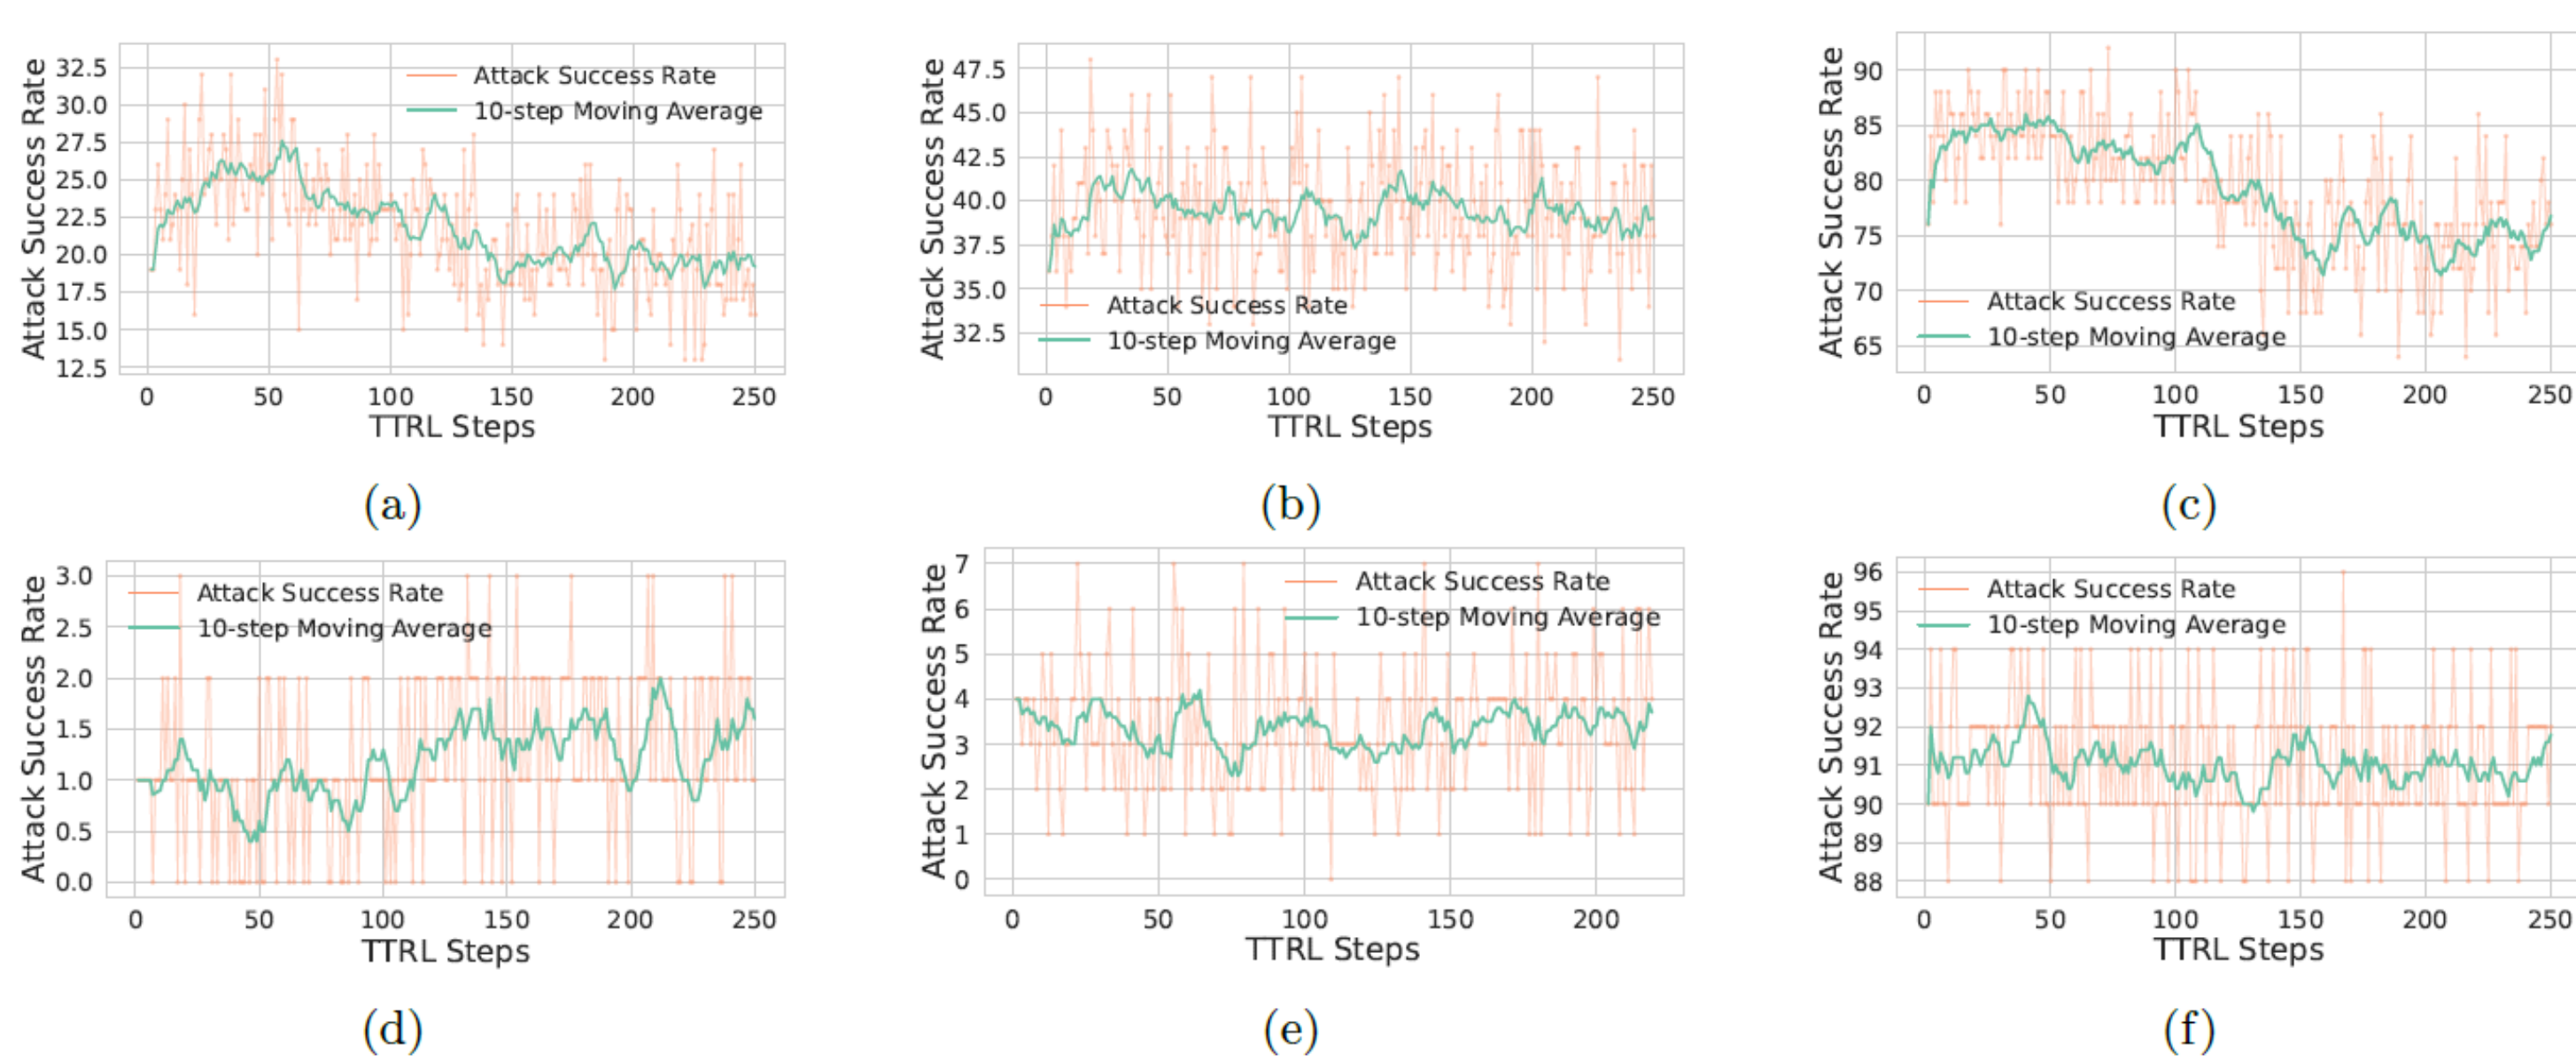 Attack Success Rate
32.5
30.0
27.5
25.0
22.5
20.0
17.5
15.0
12.5
Attack Success Rate
10-step Moving Average
0 50 100 150 200 250
TTRL Steps
(a)
Attack Success Rate
47.5
45.0
42.5
40.0
37.5
35.0
32.5
Attack Success Rate
10-step Moving Average
0 50 100 150 200 250
TTRL Steps
(b)
Attack Success Rate
90
85
80
75
70
65
Attack Success Rate
10-step Moving Average
0 50 100 150 200 250
TTRL Steps
(c)
Attack Success Rate
3.0
2.5
2.0
1.5
1.0
0.5
0.0
Attack Success Rate
10-step Moving Average
0 50 100 150 200 250
TTRL Steps
(d)
Attack Success Rate
7
6
5
4
3
2
1
0
Attack Success Rate
10-step Moving Average
0 50 100 150 200
TTRL Steps
(e)
Attack Success Rate
96
95
94
93
92
91
90
89
88
Attack Success Rate
10-step Moving Average
0 50 100 150 200 250
TTRL Steps
(f)